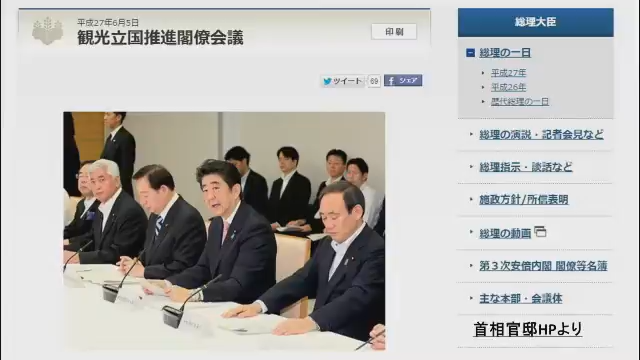 平成27年6月5日
観光立国推進閣僚会議
印刷
ツイート
69
シェア
総理大臣
総理の一日
平成27年
平成26年
歴代総理の一日
総理の演説・記者会見など
総理指示・談話など
施政方針/所信表明
総理の動画
第3次安倍内閣 閣僚等名簿
主な本部・会議体
首相官邸HPより